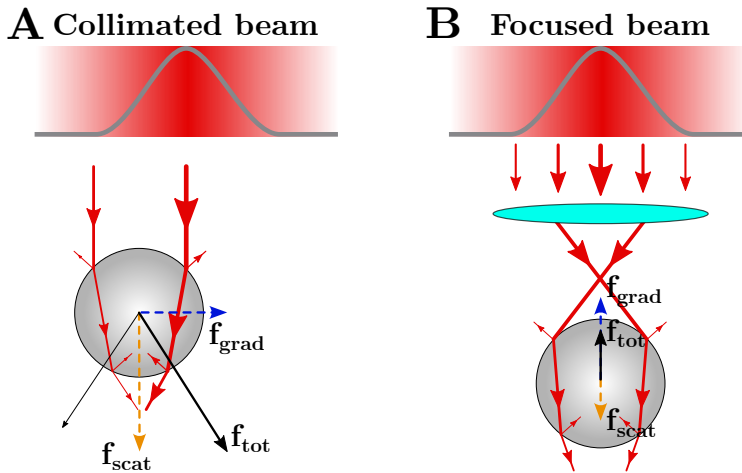 A Collimated beam
f_grad
f_tot
f_scat
B Focused beam
f_grad
f_tot
f_scat